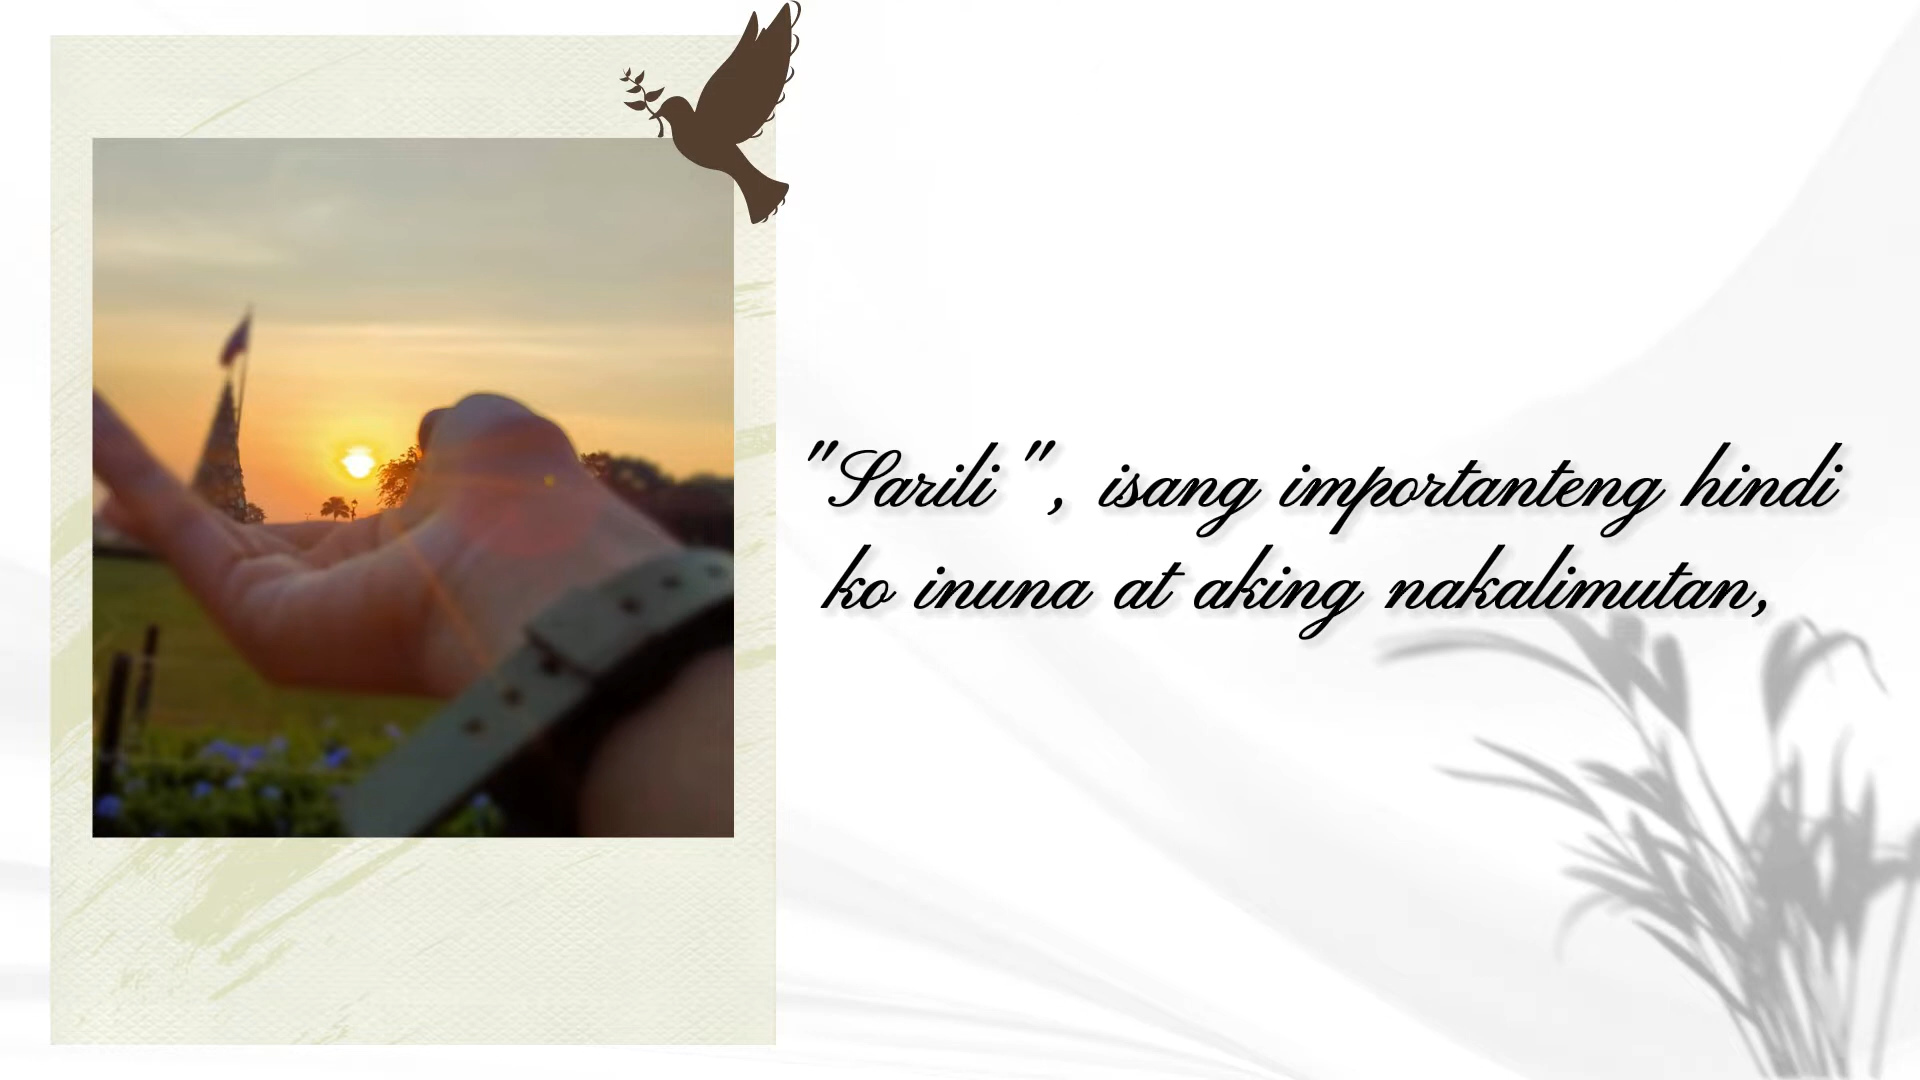 "Sarili", isang importanteng hindi
ko inuna at aking nakalimutan,